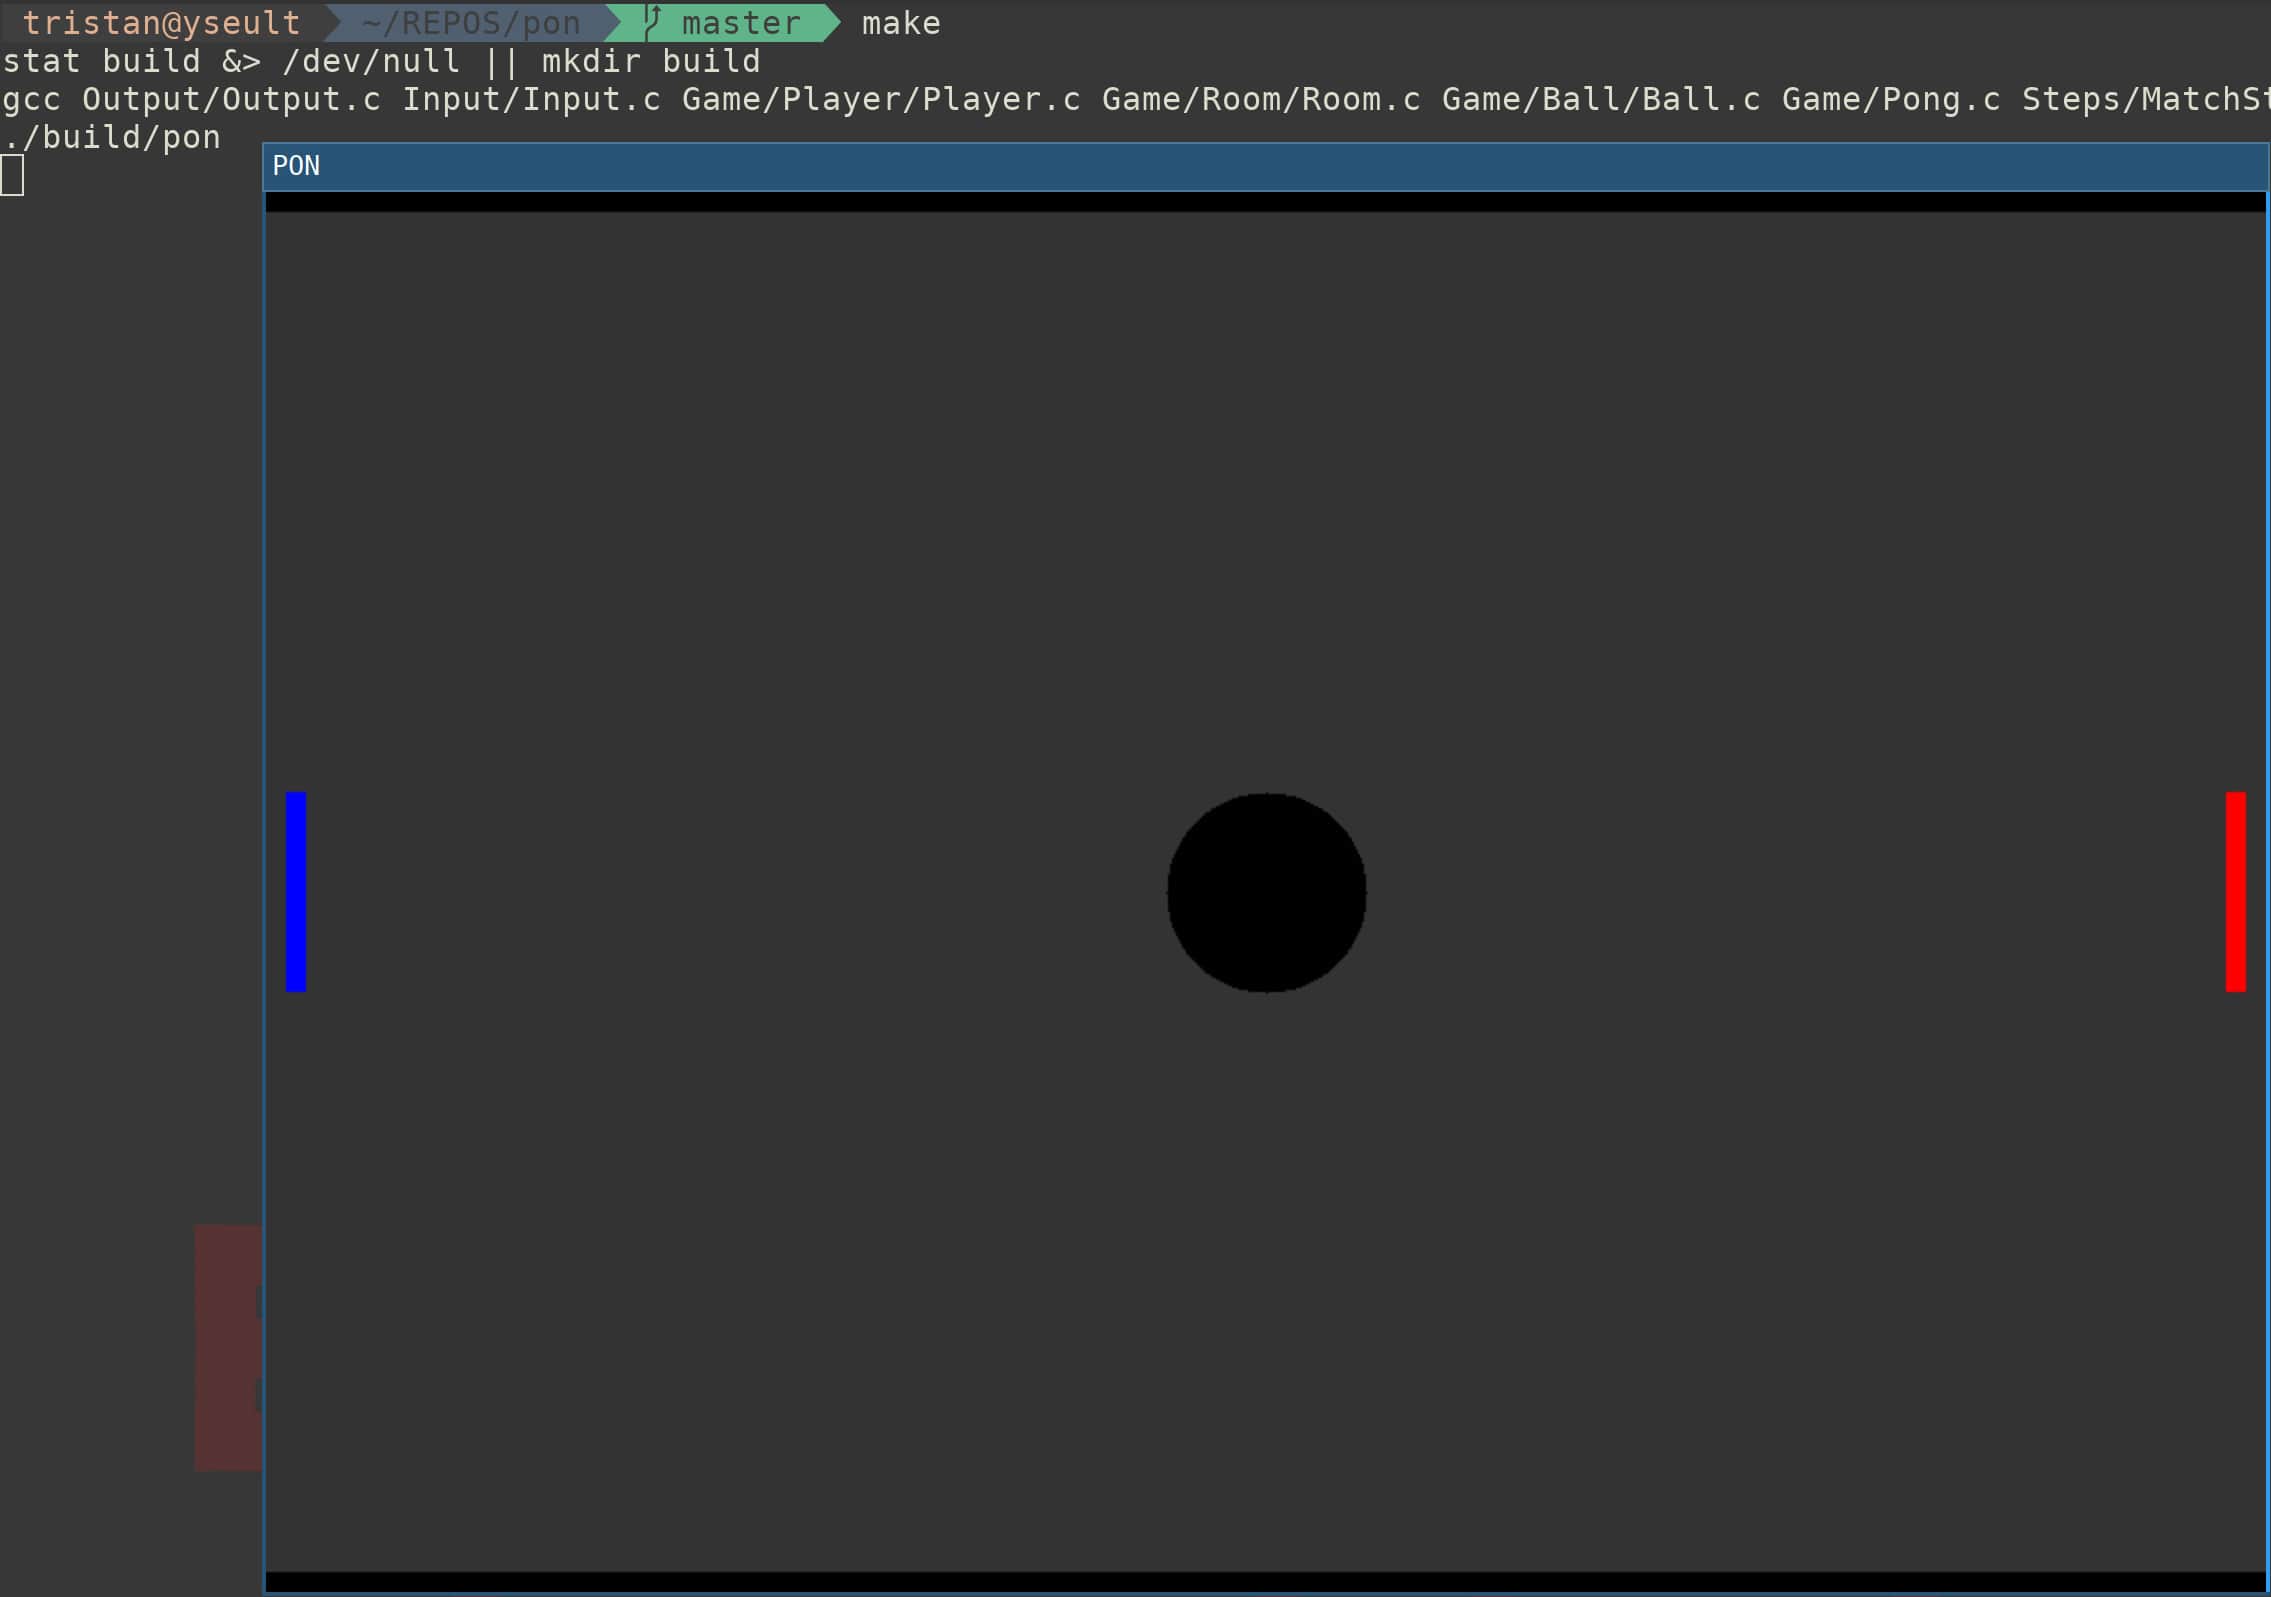 tristan@yseult ~/REPOS/pon master make
stat build &> /dev/null || mkdir build
gcc Output/Output.c Input/Input.c Game/Player/Player.c Game/Room/Room.c Game/Ball/Ball.c Game/Pong.c Steps/MatchSt
./build/pon
PON